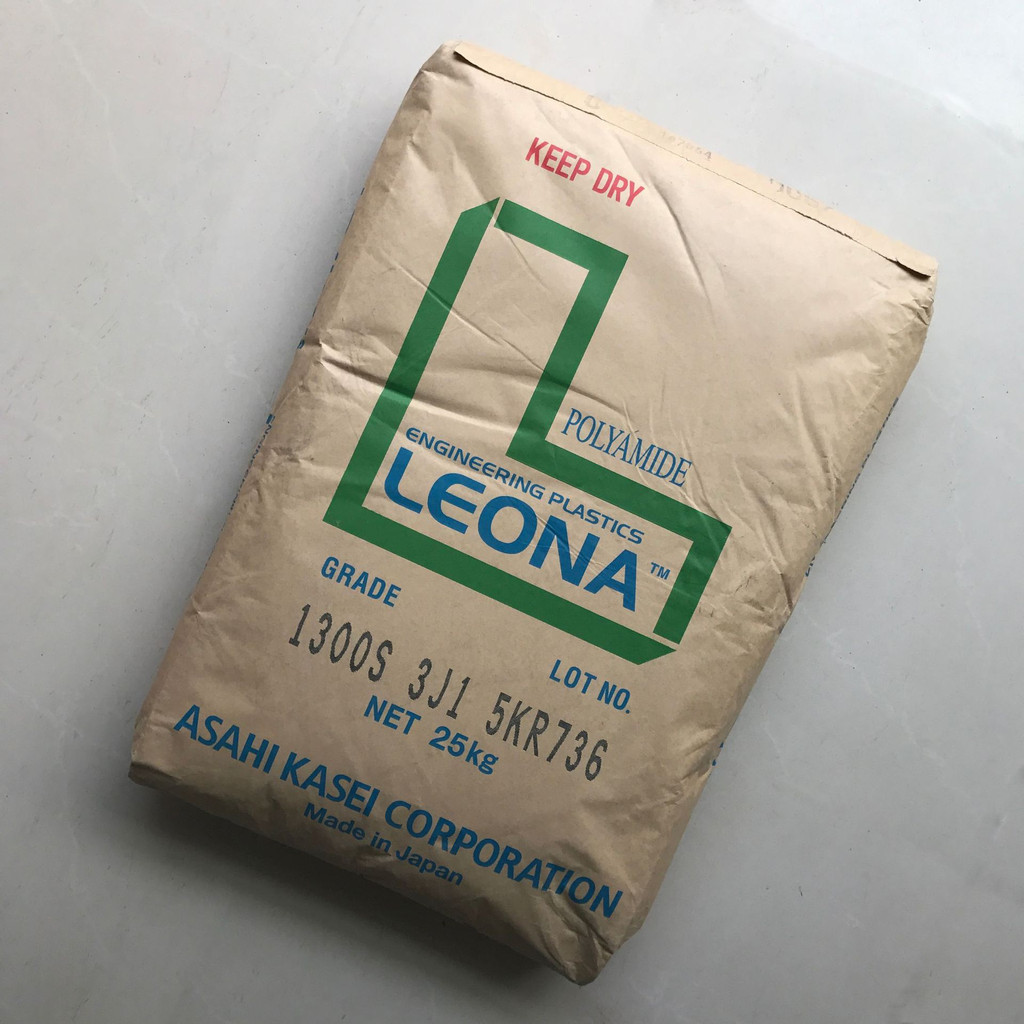 KEEP DRY
POLYAMIDE
ENGINEERING PLASTICS
LEONA™
GRADE
LOT NO.
1300S 3J1 5KR736
NET 25kg
ASAHI KASEI CORPORATION
Made in Japan